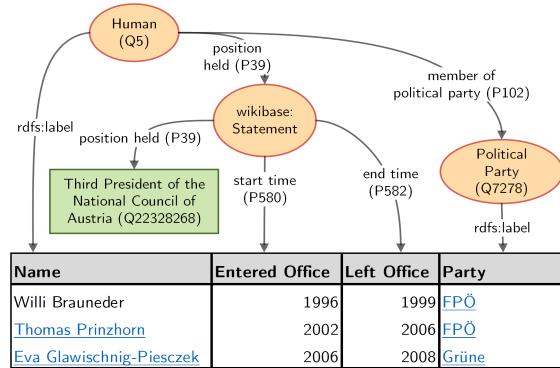 Human
(Q5)
position
held (P39)
member of
political party (P102)
rdfs:label
wikibase:
Statement
position held (P39)
Third President of the
National Council of
Austria (Q22328268)
start time
(P580)
end time
(P582)
Political
Party
(Q7278)
rdfs:label
Name Entered Office Left Office Party
Willi Brauneder 1996 1999 FPÖ
Thomas Prinzhorn 2002 2006 FPÖ
Eva Glawischnig-Piesczek 2006 2008 Grüne